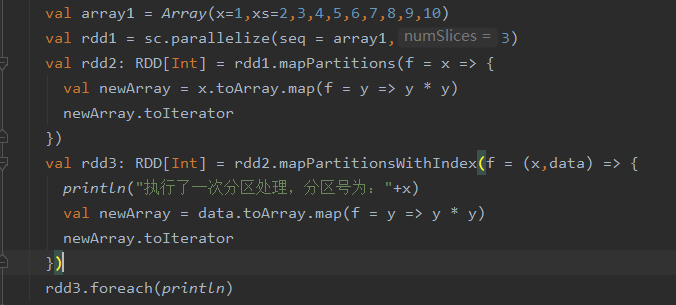 val array1 = Array(x=1,xs=2,3,4,5,6,7,8,9,10)
val rdd1 = sc.parallelize(seq = array1, numSlices = 3)
val rdd2: RDD[Int] = rdd1.mapPartitions(f = x => {
val newArray = x.toArray.map(f = y => y * y)
newArray.toIterator
})
val rdd3: RDD[Int] = rdd2.mapPartitionsWithIndex(f = (x,data) => {
println("执行了一次分区处理，分区号为："+x)
val newArray = data.toArray.map(f = y => y * y)
newArray.toIterator
})
rdd3.foreach(println)